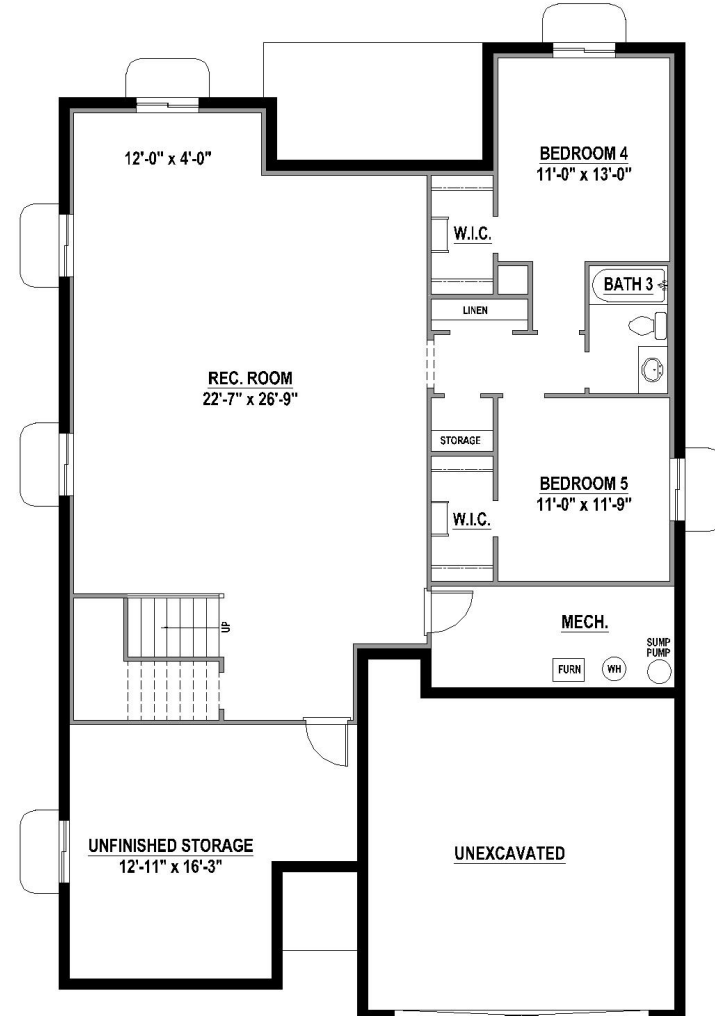 BEDROOM 4
11'-0" x 13'-0"
12'-0" x 4'-0"
W.I.C.
BATH 3
LINEN
REC. ROOM
22'-7" x 26'-9"
STORAGE
BEDROOM 5
11'-0" x 11'-9"
W.I.C.
UP
MECH.
SUMP
PUMP
FURN
WH
UNFINISHED STORAGE
12'-11" x 16'-3"
UNEXCAVATED